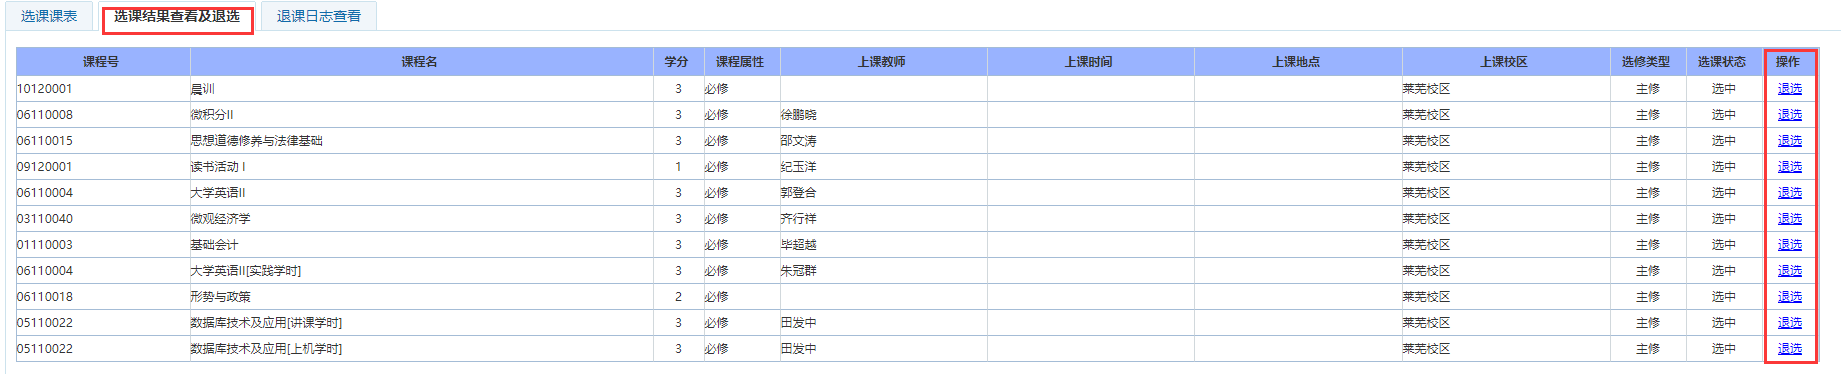 选课课表 选课结果查看及退选 退课日志查看
课程号 课程名 学分 课程属性 上课教师 上课时间 上课地点 上课校区 选修类型 选课状态 操作
10120001 晨训 3 必修 莱芜校区 主修 选中 退选
06110008 微积分II 3 必修 徐鹏晓 莱芜校区 主修 选中 退选
06110015 思想道德修养与法律基础 3 必修 邵文涛 莱芜校区 主修 选中 退选
09120001 读书活动 I 1 必修 纪玉洋 莱芜校区 主修 选中 退选
06110004 大学英语II 3 必修 郭登合 莱芜校区 主修 选中 退选
03110040 微观经济学 3 必修 齐行祥 莱芜校区 主修 选中 退选
01110003 基础会计 3 必修 毕超越 莱芜校区 主修 选中 退选
06110004 大学英语II[实践学时] 3 必修 朱冠群 莱芜校区 主修 选中 退选
06110018 形势与政策 2 必修 莱芜校区 主修 选中 退选
05110022 数据库技术及应用[讲课学时] 3 必修 田发中 莱芜校区 主修 选中 退选
05110022 数据库技术及应用[上机学时] 3 必修 田发中 莱芜校区 主修 选中 退选